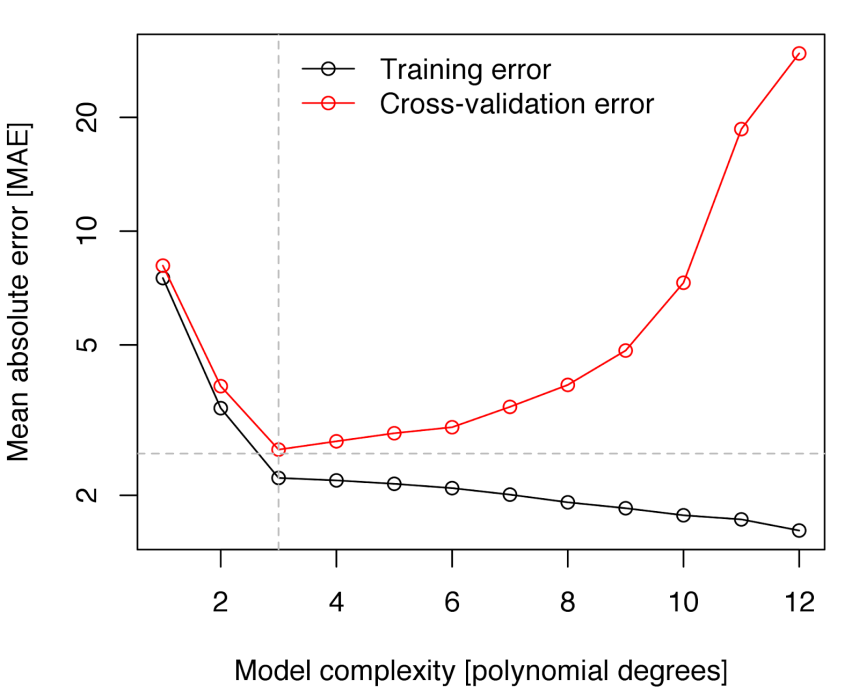 Training error
Cross-validation error
Mean absolute error [MAE]
20
10
5
2
2 4 6 8 10 12
Model complexity [polynomial degrees]